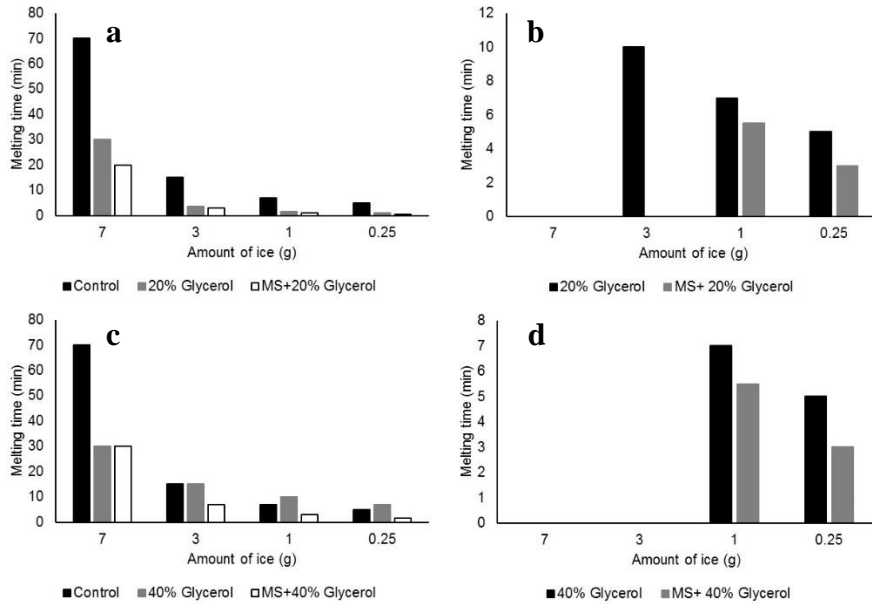 a
Melting time (min)
80
70
60
50
40
30
20
10
0
7 3 1 0.25
Amount of ice (g)
Control 20% Glycerol MS+20% Glycerol
b
Melting time (min)
12
10
8
6
4
2
0
7 3 1 0.25
Amount of ice (g)
20% Glycerol MS+ 20% Glycerol
c
Melting time (min)
80
70
60
50
40
30
20
10
0
7 3 1 0.25
Amount of ice (g)
Control 40% Glycerol MS+40% Glycerol
d
Melting time (min)
8
7
6
5
4
3
2
1
0
7 3 1 0.25
Amount of ice (g)
40% Glycerol MS+ 40% Glycerol